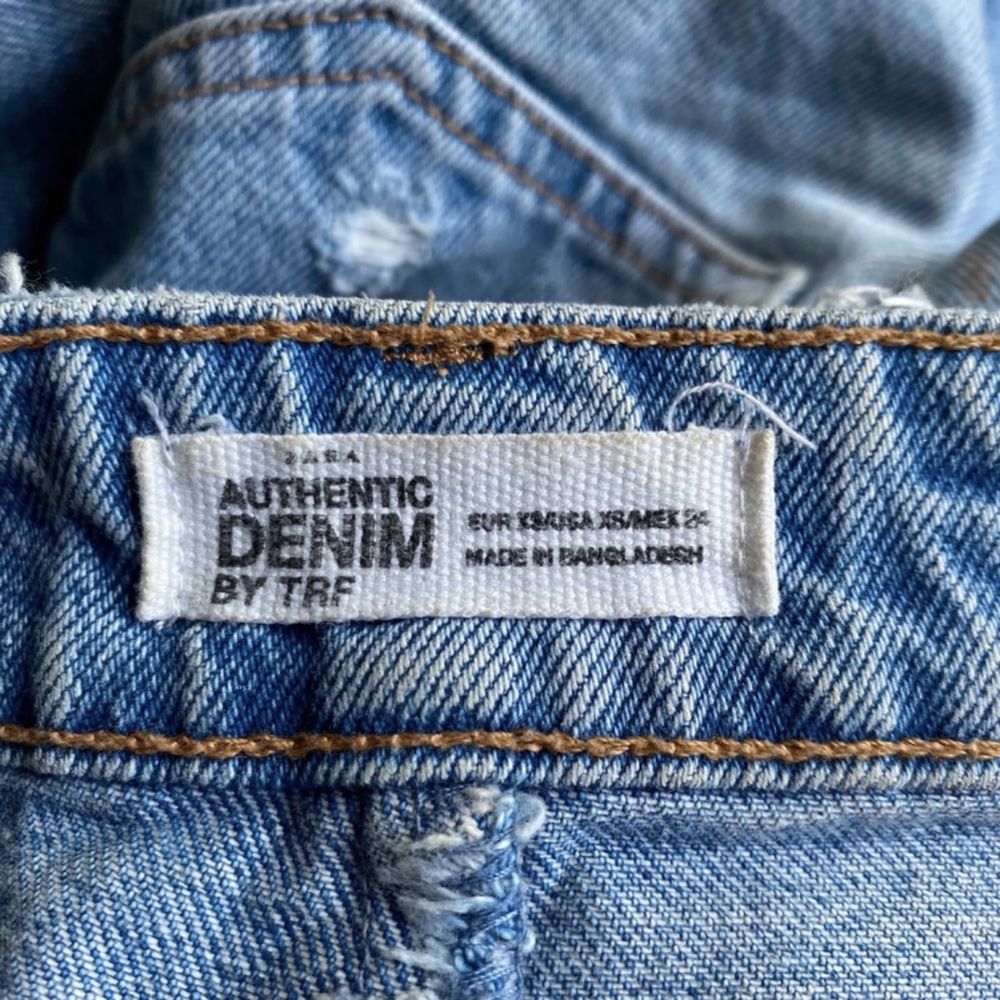 ZARA
AUTHENTIC
DENIM
BY TRF
EUR XS/USA XS/MEX 24
MADE IN BANGLADESH